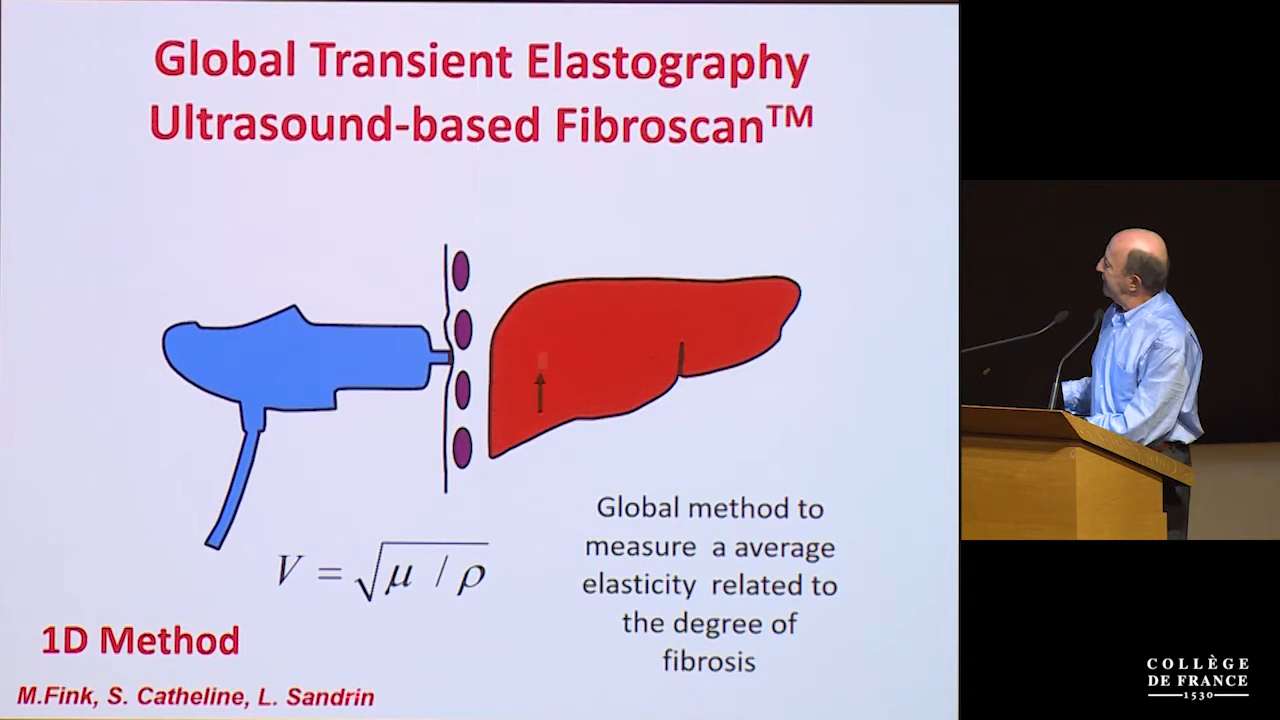 Global Transient Elastography
Ultrasound-based Fibroscan™
V = √μ / ρ
Global method to
measure a average
elasticity related to
the degree of
fibrosis
1D Method
M.Fink, S. Catheline, L. Sandrin
COLLÈGE
DE FRANCE
1530